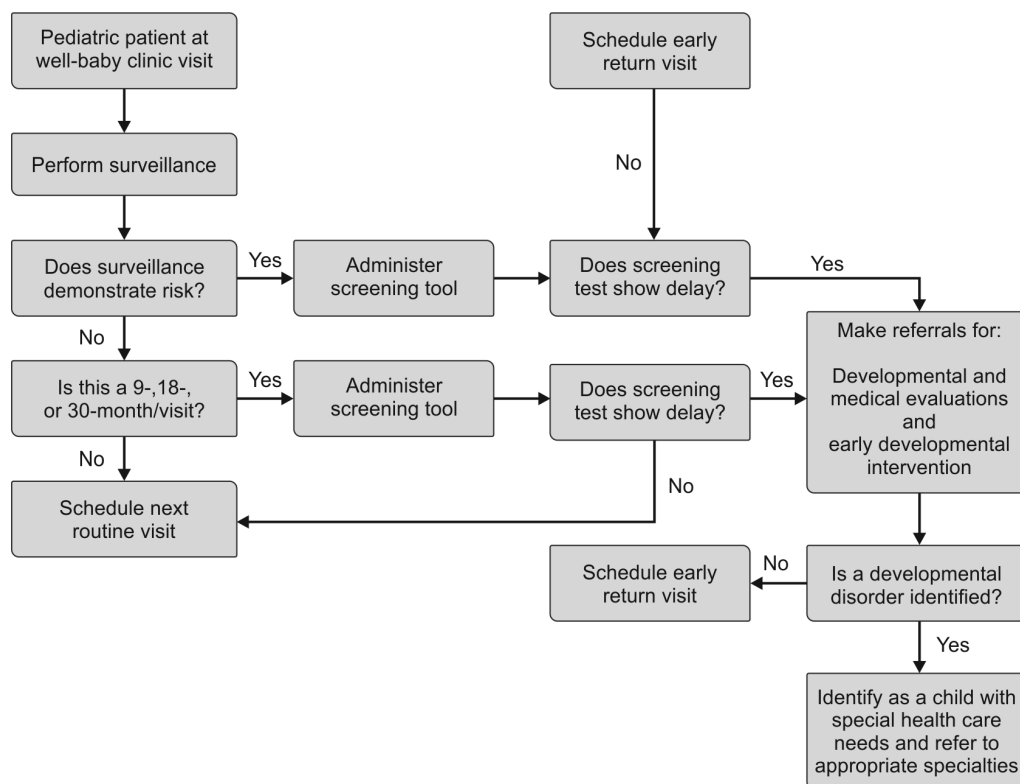 Pediatric patient at
well-baby clinic visit
Schedule early
return visit
No
Perform surveillance
Does surveillance
demonstrate risk?
Yes
Administer
screening tool
Does screening
test show delay?
Yes
No
Is this a 9-,18-,
or 30-month/visit?
Yes
Administer
screening tool
Does screening
test show delay?
Yes
Make referrals for:
Developmental and
medical evaluations
and
early developmental
intervention
No
Schedule next
routine visit
No
Schedule early
return visit
No
Is a developmental
disorder identified?
Yes
Identify as a child with
special health care
needs and refer to
appropriate specialties